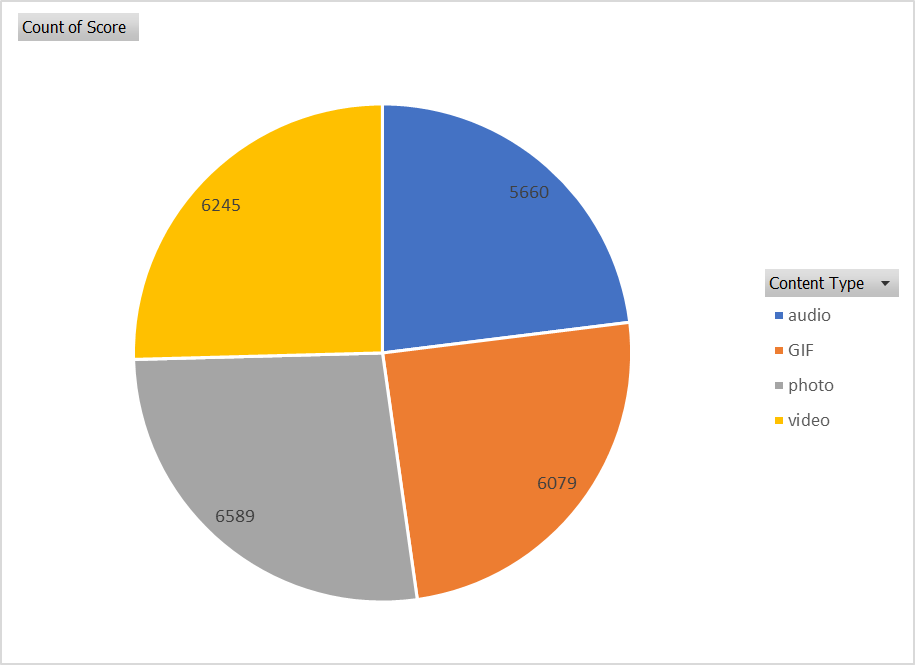 Count of Score
5660
6245
6079
6589
Content Type
audio
GIF
photo
video